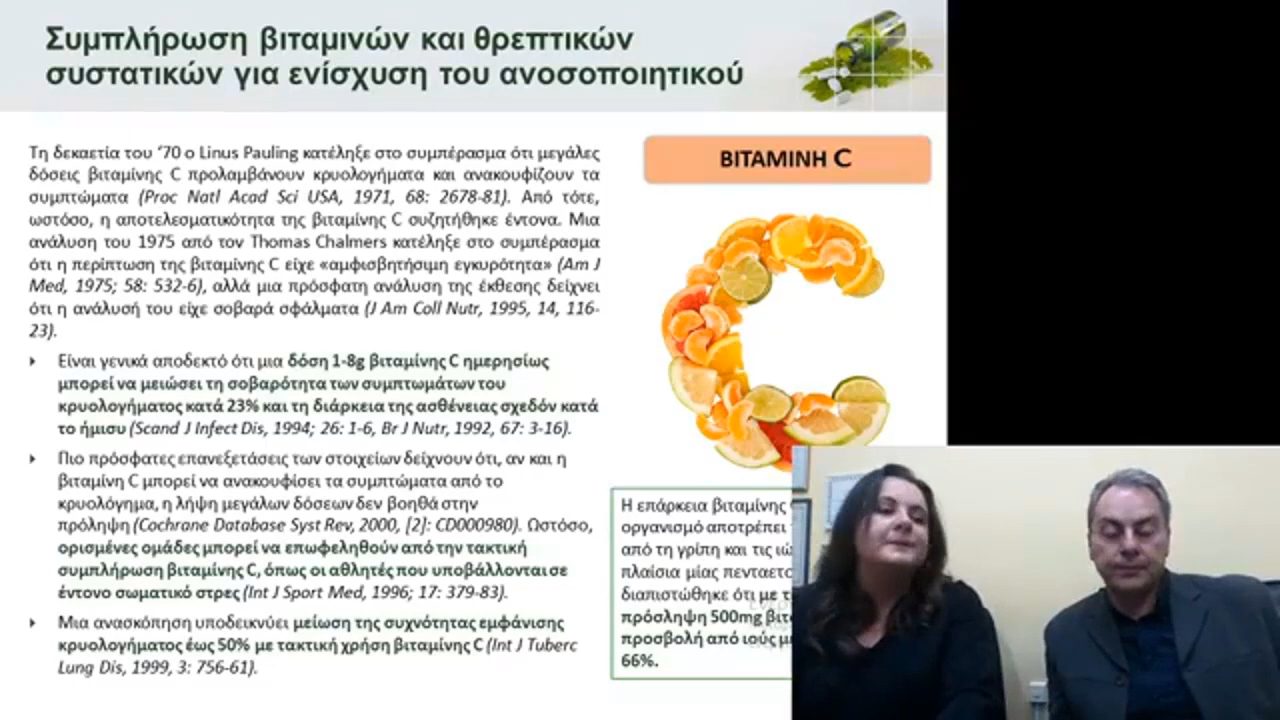 Συμπλήρωση βιταμινών και θρεπτικών
συστατικών για ενίσχυση του ανοσοποιητικού
Τη δεκαετία του ‘70 ο Linus Pauling κατέληξε στο συμπέρασμα ότι μεγάλες
δόσεις βιταμίνης C προλαμβάνουν κρυολογήματα και ανακουφίζουν τα
συμπτώματα (Proc Natl Acad Sci USA, 1971, 68: 2678-81). Από τότε,
ωστόσο, η αποτελεσματικότητα της βιταμίνης C συζητήθηκε έντονα. Μια
ανάλυση του 1975 από τον Thomas Chalmers κατέληξε στο συμπέρασμα
ότι η περίπτωση της βιταμίνης C είχε «αμφισβητήσιμη εγκυρότητα» (Am J
Med, 1975; 58: 532-6), αλλά μια πρόσφατη ανάλυση της έκθεσης δείχνει
ότι η ανάλυσή του είχε σοβαρά σφάλματα (J Am Coll Nutr, 1995, 14, 116-
23).
Είναι γενικά αποδεκτό ότι μια δόση 1-8g βιταμίνης C ημερησίως
μπορεί να μειώσει τη σοβαρότητα των συμπτωμάτων του
κρυολογήματος κατά 23% και τη διάρκεια της ασθένειας σχεδόν κατά
το ήμισυ (Scand J Infect Dis, 1994; 26: 1-6, Br J Nutr, 1992, 67: 3-16).
Πιο πρόσφατες επανεξετάσεις των στοιχείων δείχνουν ότι, αν και η
βιταμίνη C μπορεί να ανακουφίσει τα συμπτώματα από το
κρυολόγημα, η λήψη μεγάλων δόσεων δεν βοηθά στην
πρόληψη (Cochrane Database Syst Rev, 2000, [2]: CD000980). Ωστόσο,
ορισμένες ομάδες μπορεί να επωφεληθούν από την τακτική
συμπλήρωση βιταμίνης C, όπως οι αθλητές που υποβάλλονται σε
έντονο σωματικό στρες (Int J Sport Med, 1996; 17: 379-83).
Μια ανασκόπηση υποδεικνύει μείωση της συχνότητας εμφάνισης
κρυολογήματος έως 50% με τακτική χρήση βιταμίνης C (Int J Tuberc
Lung Dis, 1999, 3: 756-61).
ΒΙΤΑΜΙΝΗ C
Η επάρκεια βιταμίνης
οργανισμό αποτρέπει
από τη γρίπη και τις ιώ
πλαίσια μίας πενταετο
διαπιστώθηκε ότι με τ
πρόσληψη 500mg βιτ
προσβολή από ιούς μ
66%.